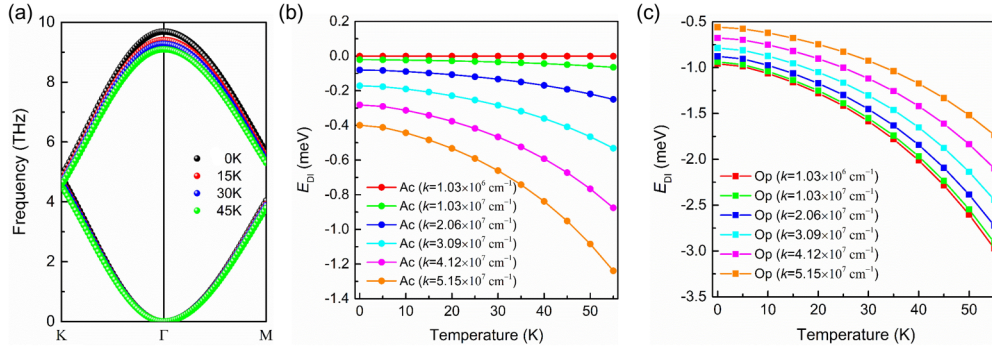 (a)
10
8
6
4
2
0
Frequency (THz)
0K
15K
30K
45K
K Γ M
(b)
0.2
0.0
-0.2
-0.4
-0.6
-0.8
-1.0
-1.2
-1.4
E_DI (meV)
Ac (k=1.03×10⁶ cm⁻¹)
Ac (k=1.03×10⁷ cm⁻¹)
Ac (k=2.06×10⁷ cm⁻¹)
Ac (k=3.09×10⁷ cm⁻¹)
Ac (k=4.12×10⁷ cm⁻¹)
Ac (k=5.15×10⁷ cm⁻¹)
0 10 20 30 40 50
Temperature (K)
(c)
-0.5
-1.0
-1.5
-2.0
-2.5
-3.0
-3.5
E_DI (meV)
Op (k=1.03×10⁶ cm⁻¹)
Op (k=1.03×10⁷ cm⁻¹)
Op (k=2.06×10⁷ cm⁻¹)
Op (k=3.09×10⁷ cm⁻¹)
Op (k=4.12×10⁷ cm⁻¹)
Op (k=5.15×10⁷ cm⁻¹)
0 10 20 30 40 50
Temperature (K)